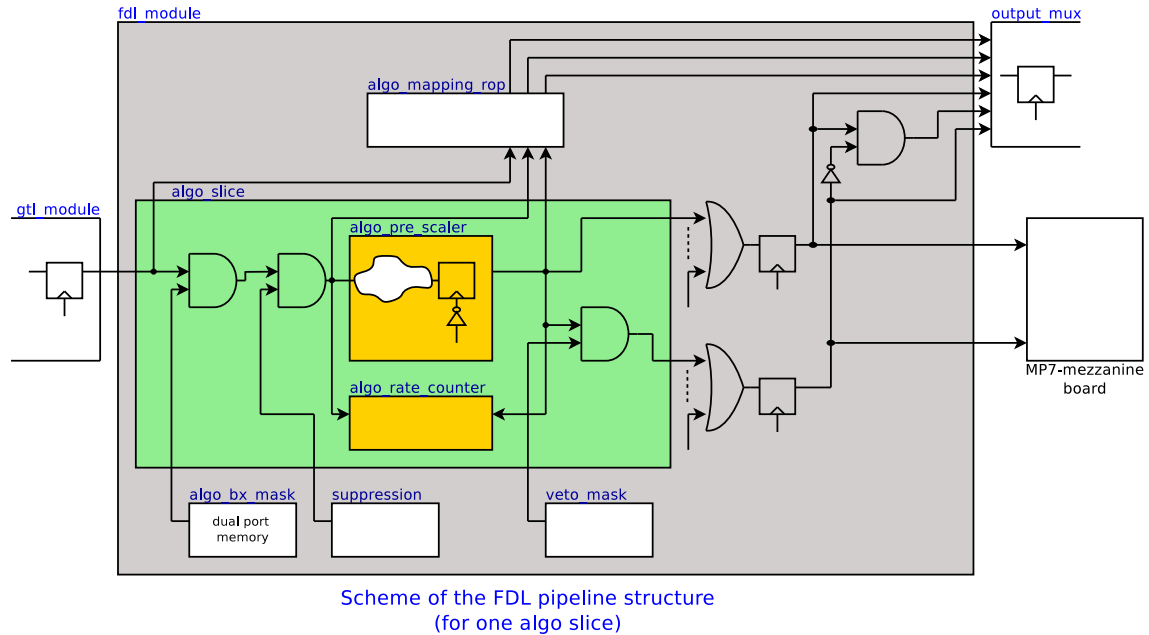 fdl_module
output_mux
algo_mapping_rop
algo_slice
gtl_module
algo_pre_scaler
algo_rate_counter
MP7-mezzanine
board
algo_bx_mask
suppression
veto_mask
dual port
memory
Scheme of the FDL pipeline structure
(for one algo slice)